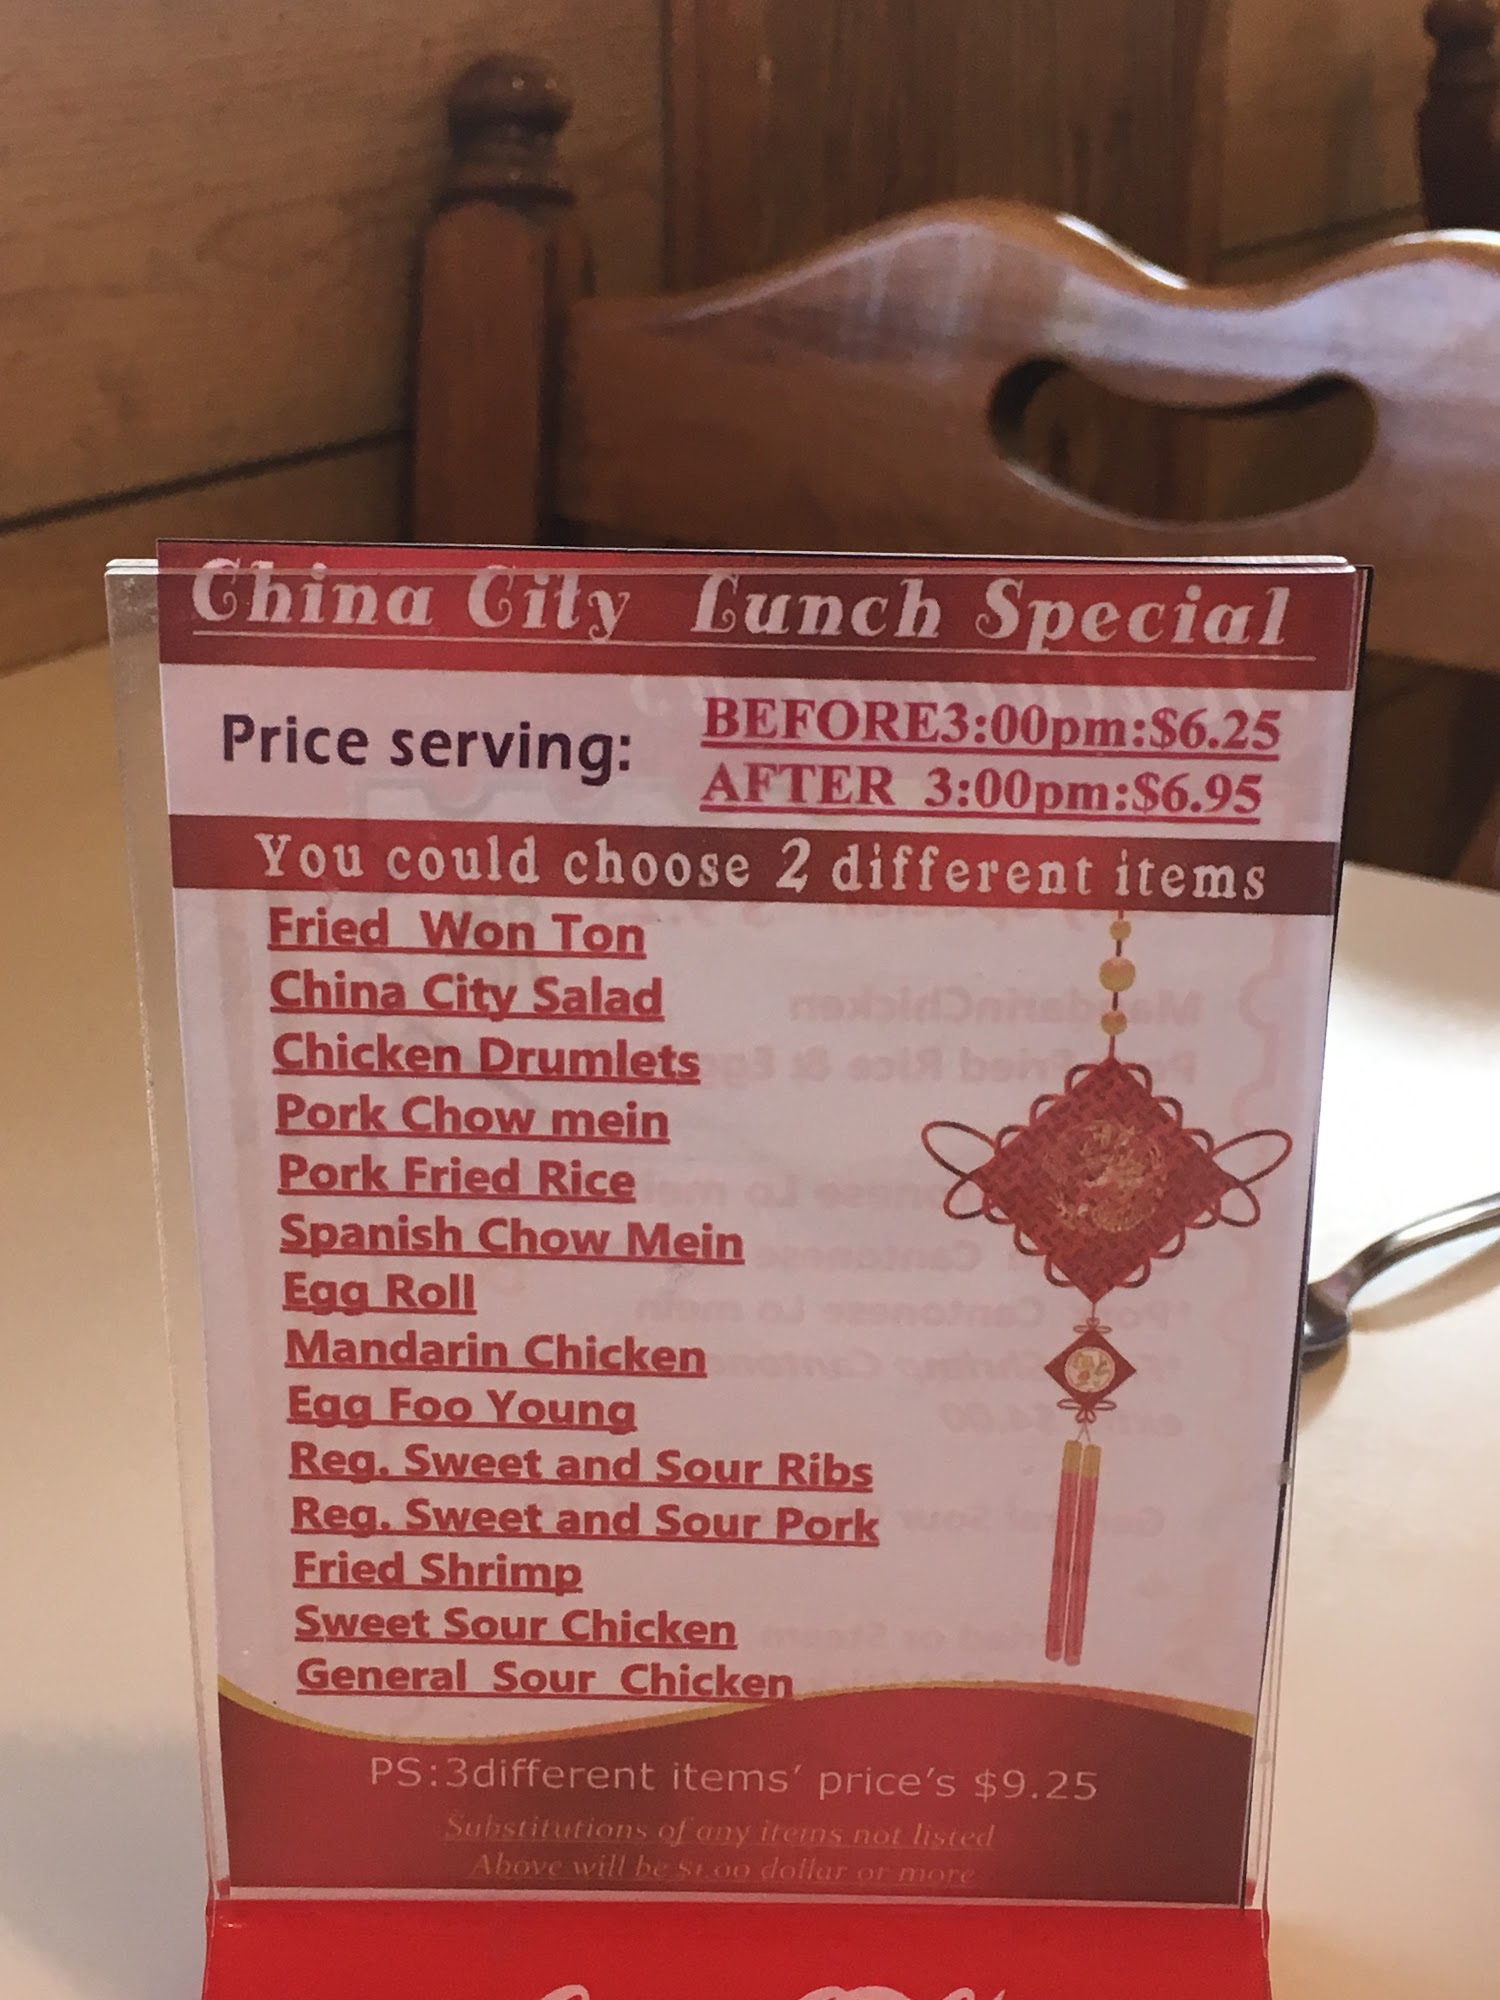 China City Lunch Special
Price serving:
BEFORE3:00pm:$6.25
AFTER 3:00pm:$6.95
You could choose 2 different items
Fried Won Ton
China City Salad
Chicken Drumlets
Pork Chow mein
Pork Fried Rice
Spanish Chow Mein
Egg Roll
Mandarin Chicken
Egg Foo Young
Reg. Sweet and Sour Ribs
Reg. Sweet and Sour Pork
Fried Shrimp
Sweet Sour Chicken
General Sour Chicken
PS:3different items' price's $9.25
Substitutions of any items not listed
Above will be $1.00 dollar or more